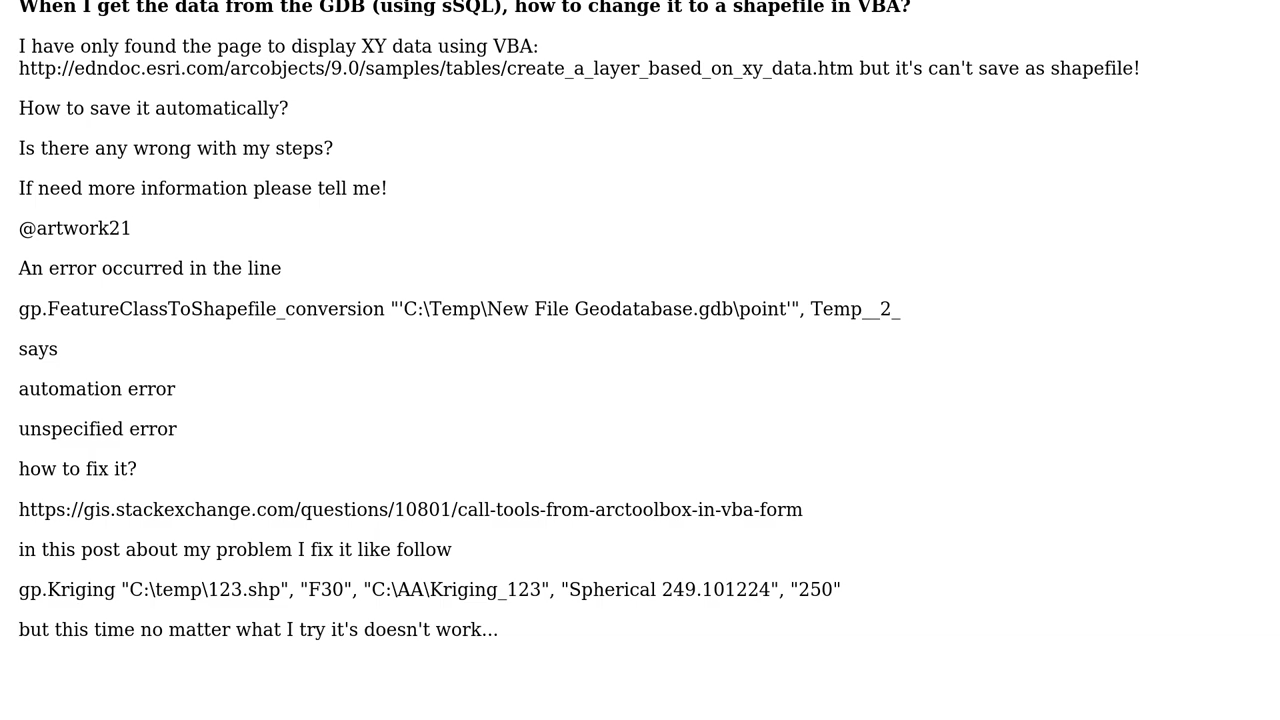 When I get the data from the GDB (using sSQL), how to change it to a shapefile in VBA?
I have only found the page to display XY data using VBA:
http://edndoc.esri.com/arcobjects/9.0/samples/tables/create_a_layer_based_on_xy_data.htm but it's can't save as shapefile!
How to save it automatically?
Is there any wrong with my steps?
If need more information please tell me!
@artwork21
An error occurred in the line
gp.FeatureClassToShapefile_conversion "'C:\Temp\New File Geodatabase.gdb\point'", Temp__2_
says
automation error
unspecified error
how to fix it?
https://gis.stackexchange.com/questions/10801/call-tools-from-arctoolbox-in-vba-form
in this post about my problem I fix it like follow
gp.Kriging "C:\temp\123.shp", "F30", "C:\AA\Kriging_123", "Spherical 249.101224", "250"
but this time no matter what I try it's doesn't work...